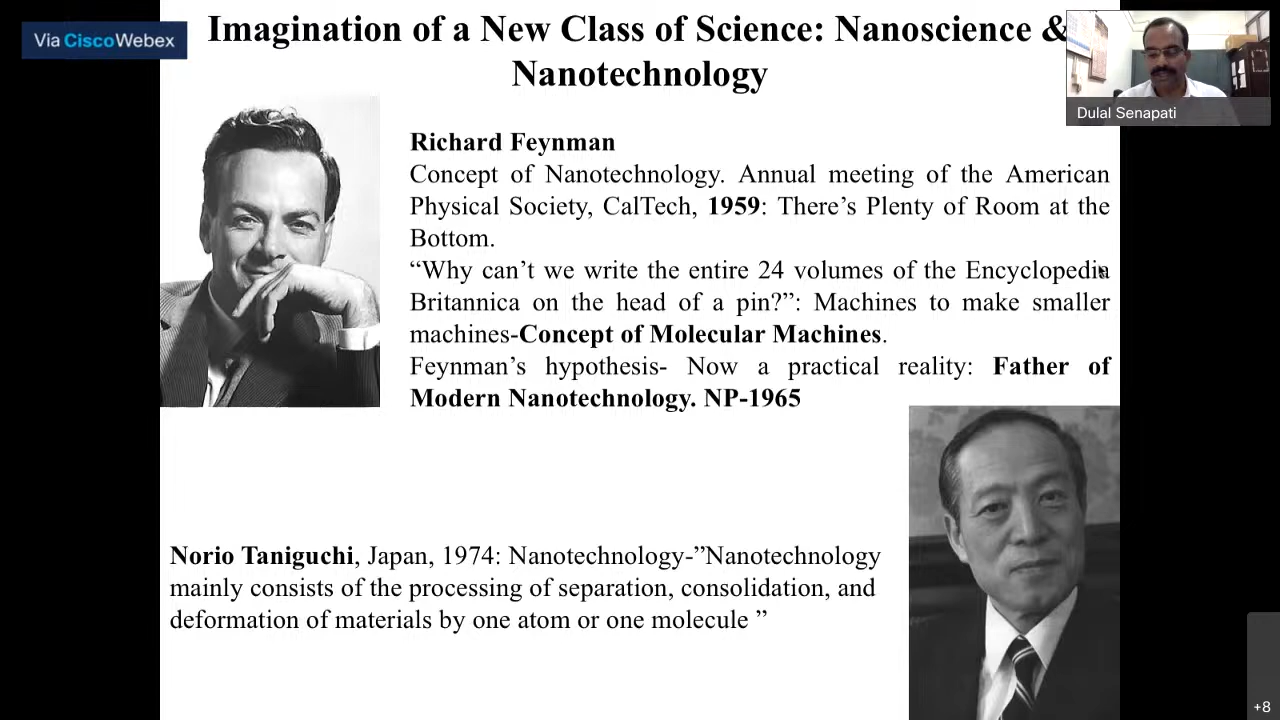 Via CiscoWebex
Imagination of a New Class of Science: Nanoscience &
Nanotechnology
Dulal Senapati
Richard Feynman
Concept of Nanotechnology. Annual meeting of the American
Physical Society, CalTech, 1959: There’s Plenty of Room at the
Bottom.
“Why can’t we write the entire 24 volumes of the Encyclopedia
Britannica on the head of a pin?”: Machines to make smaller
machines-Concept of Molecular Machines.
Feynman’s hypothesis- Now a practical reality: Father of
Modern Nanotechnology. NP-1965
Norio Taniguchi, Japan, 1974: Nanotechnology-”Nanotechnology
mainly consists of the processing of separation, consolidation, and
deformation of materials by one atom or one molecule ”
+8